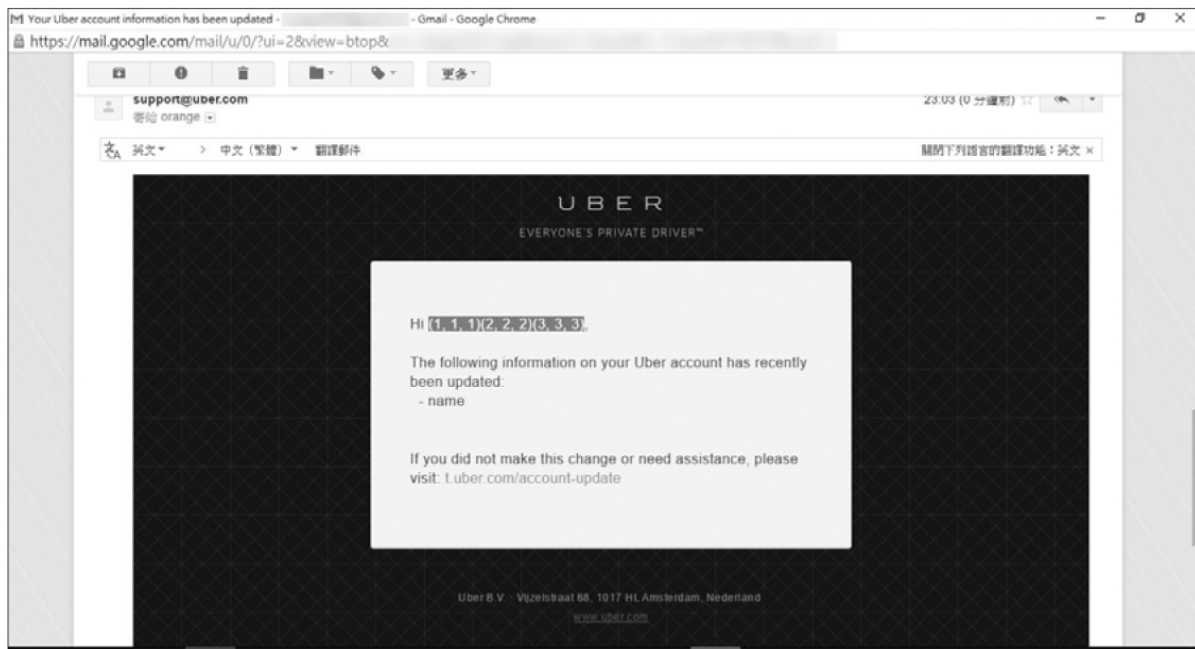 Your Uber account information has been updated - - Gmail - Google Chrome
https://mail.google.com/mail/u/0/?ui=2&view=btop&
更多
support@uber.com
23:03 (0 分鐘前)
寄給 orange
英文 > 中文（繁體） 翻譯郵件
關閉下列語言的翻譯功能：英文 ×
UBER
EVERYONE'S PRIVATE DRIVER™
Hi (1, 1, 1)(2, 2, 2)(3, 3, 3),
The following information on your Uber account has recently
been updated:
- name
If you did not make this change or need assistance, please
visit: t.uber.com/account-update
Uber B.V. · Vijzelstraat 68, 1017 HL Amsterdam, Nederland
www.uber.com